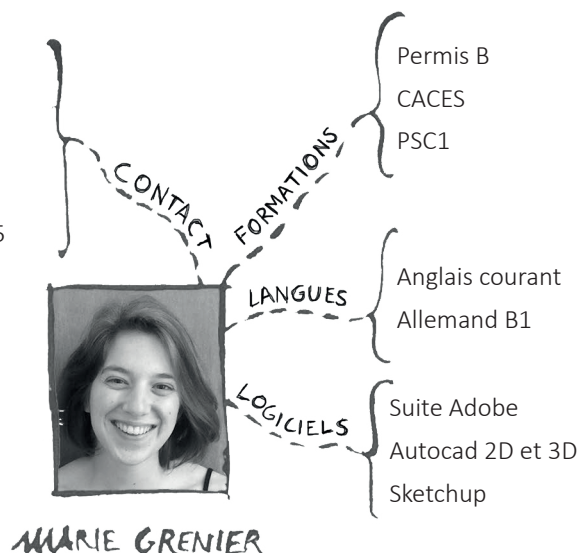 Permis B
CACES
PSC1
CONTACT
FORMATIONS
LANGUES
Anglais courant
Allemand B1
LOGICIELS
Suite Adobe
Autocad 2D et 3D
Sketchup
MARIE GRENIER